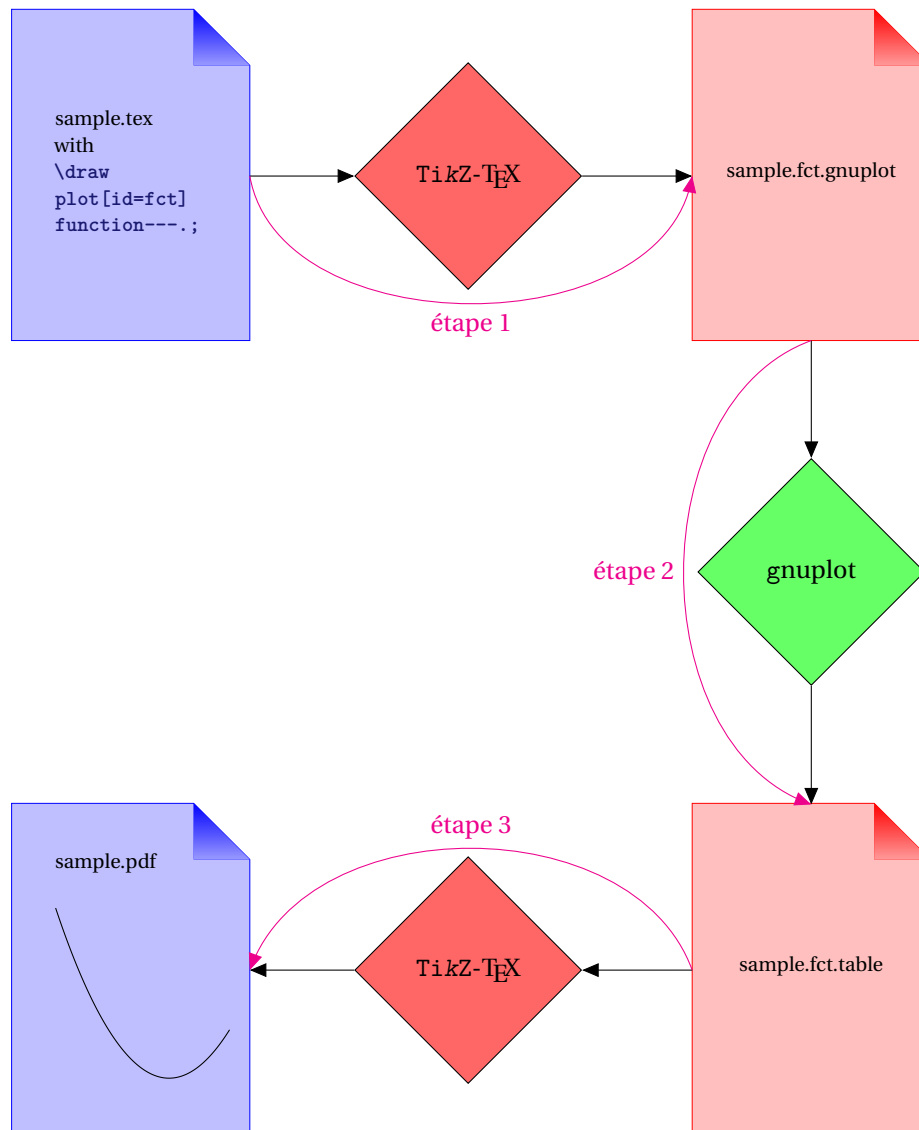 sample.tex
with
\draw
plot[id=fct]
function---.;
TikZ-TEX
sample.fct.gnuplot
étape 1
étape 2
gnuplot
étape 3
sample.pdf
TikZ-TEX
sample.fct.table